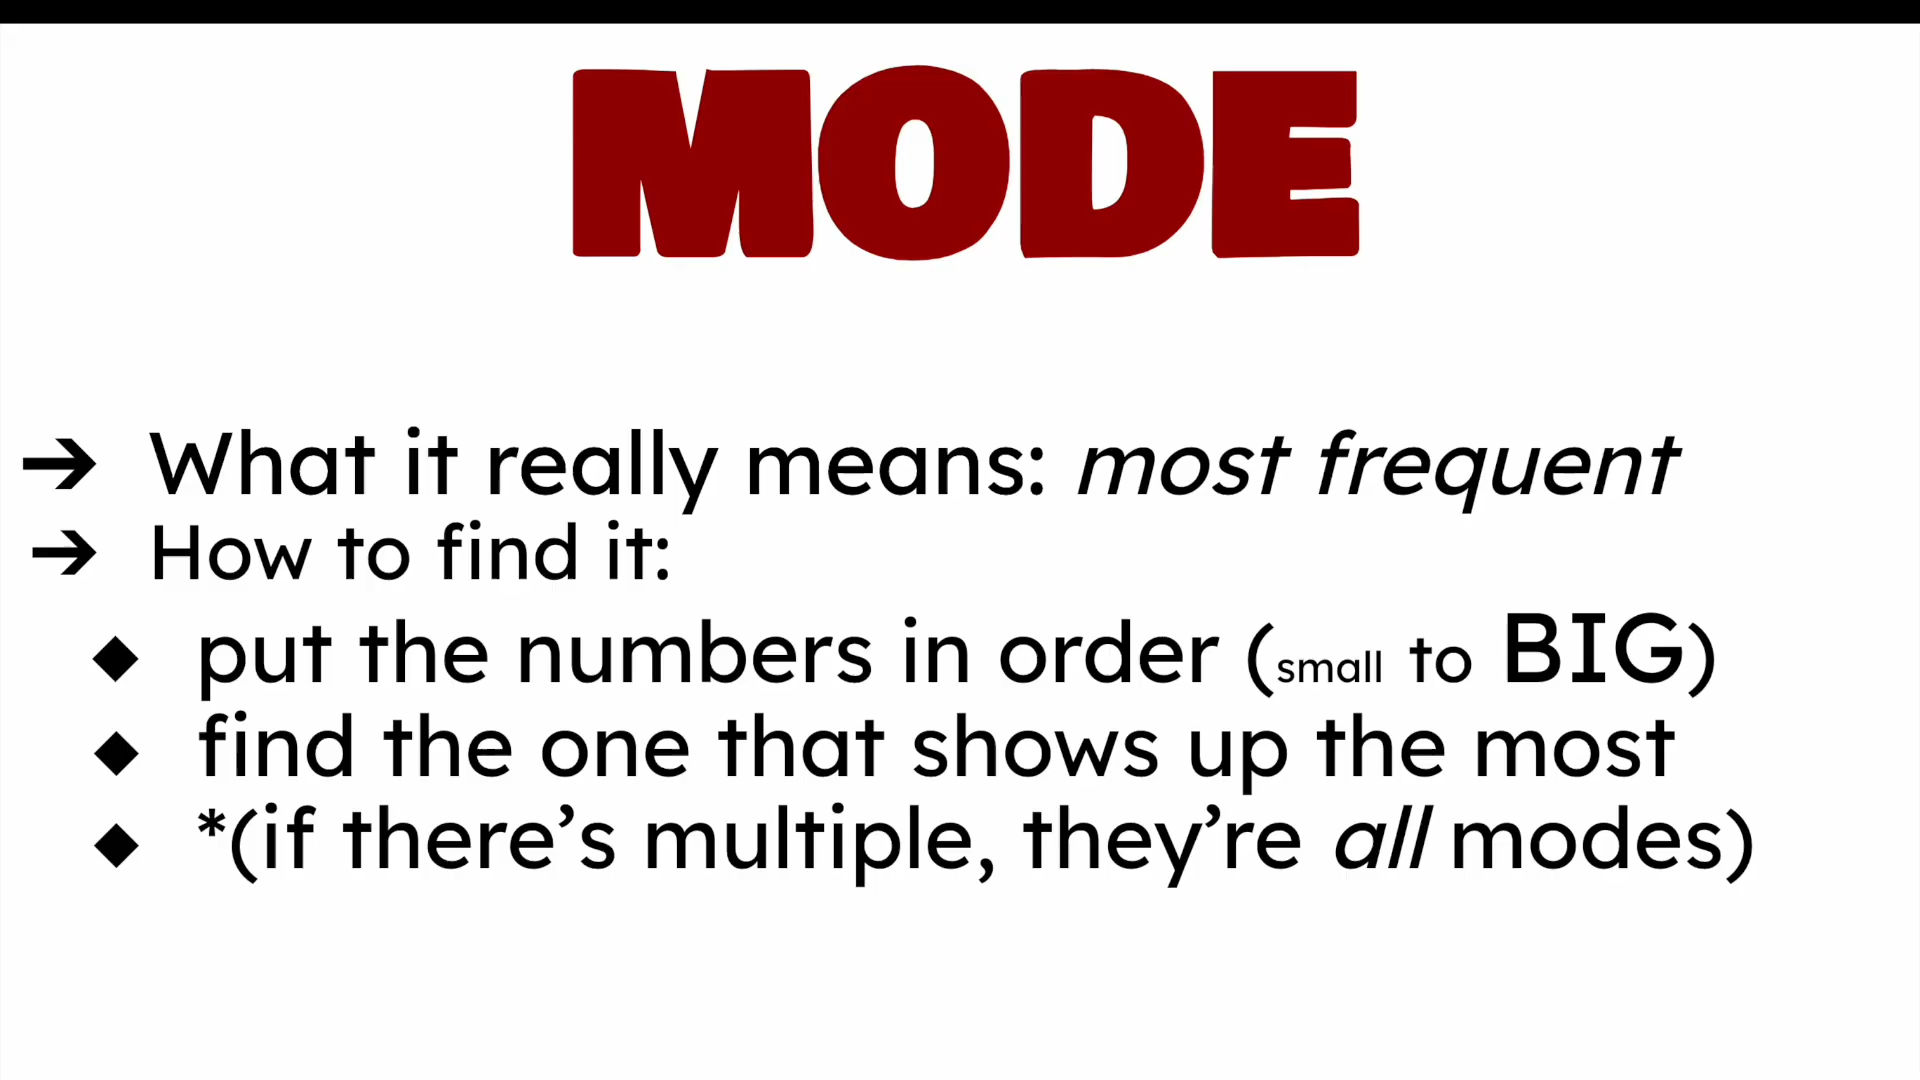 MODE
➔ What it really means: most frequent
➔ How to find it:
◆ put the numbers in order (small to BIG)
◆ find the one that shows up the most
◆ *(if there’s multiple, they’re all modes)